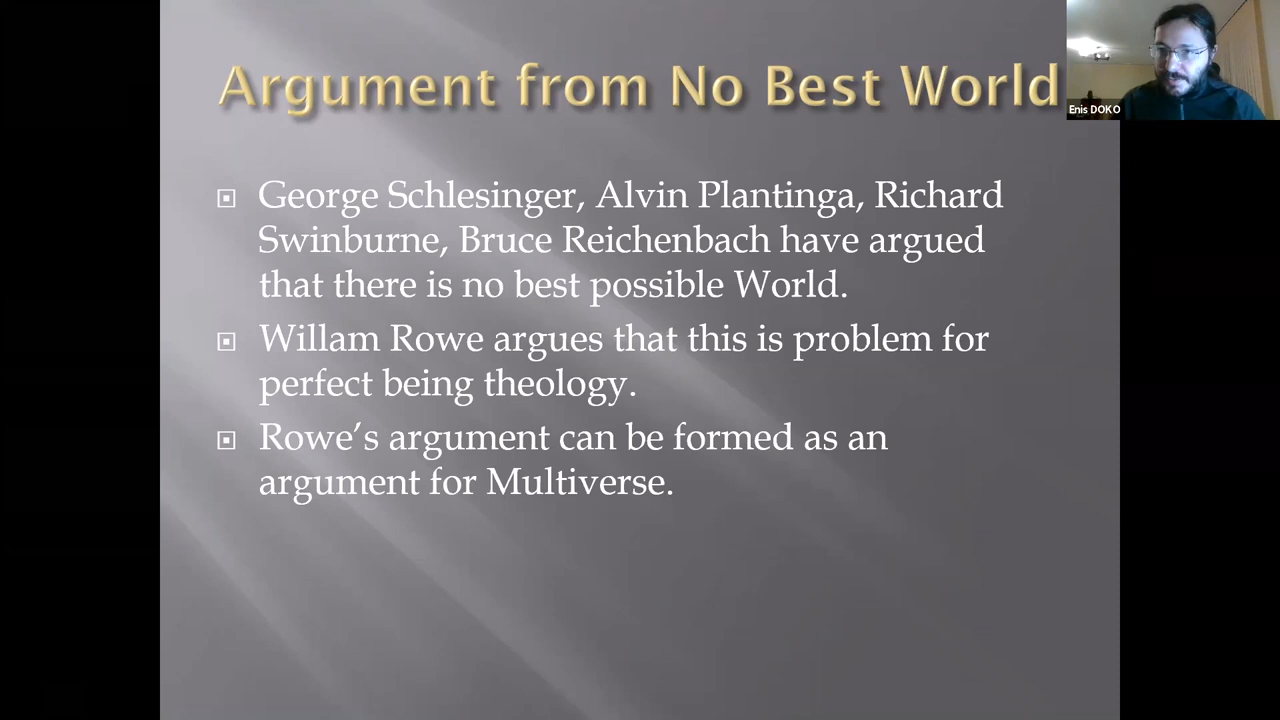 Argument from No Best World
Enis DOKO
George Schlesinger, Alvin Plantinga, Richard
Swinburne, Bruce Reichenbach have argued
that there is no best possible World.
Willam Rowe argues that this is problem for
perfect being theology.
Rowe’s argument can be formed as an
argument for Multiverse.